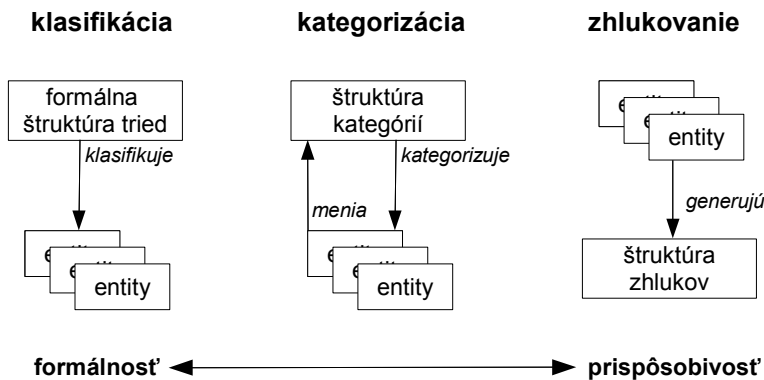 klasifikácia
kategorizácia
zhlukovanie
formálna
štruktúra tried
klasifikuje
entity
štruktúra
kategórií
kategorizuje
menia
entity
entity
generujú
štruktúra
zhlukov
formálnosť
prispôsobivosť